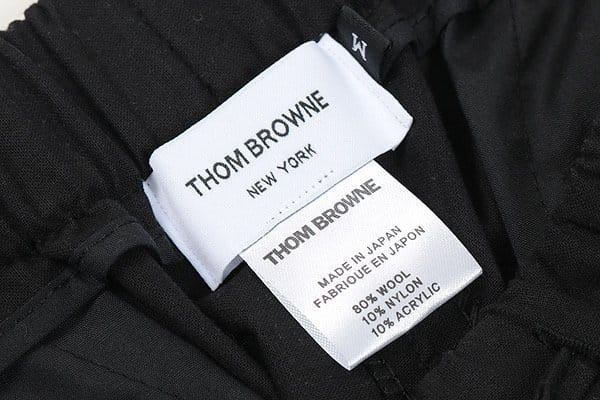 M
THOM BROWNE
NEW YORK
THOM BROWNE
MADE IN JAPAN
FABRIQUE EN JAPON
80% WOOL
10% NYLON
10% ACRYLIC